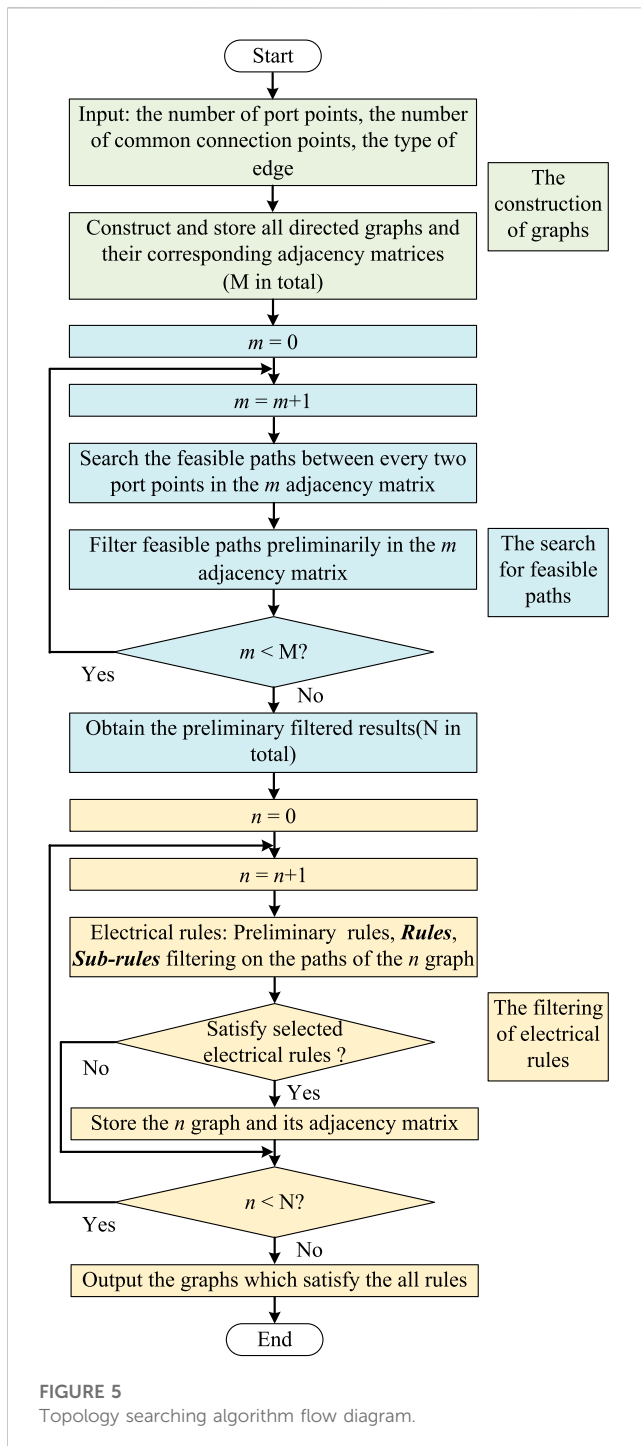 Start
Input: the number of port points, the number
of common connection points, the type of
edge
The
construction
of graphs
Construct and store all directed graphs and
their corresponding adjacency matrices
(M in total)
m = 0
m = m+1
Search the feasible paths between every two
port points in the m adjacency matrix
Filter feasible paths preliminarily in the m
adjacency matrix
The search
for feasible
paths
m < M?
Yes
No
Obtain the preliminary filtered results(N in
total)
n = 0
n = n+1
Electrical rules: Preliminary rules, Rules,
Sub-rules filtering on the paths of the n graph
The filtering
of electrical
rules
Satisfy selected
electrical rules ?
No
Yes
Store the n graph and its adjacency matrix
n < N?
Yes
No
Output the graphs which satisfy the all rules
End
FIGURE 5
Topology searching algorithm flow diagram.